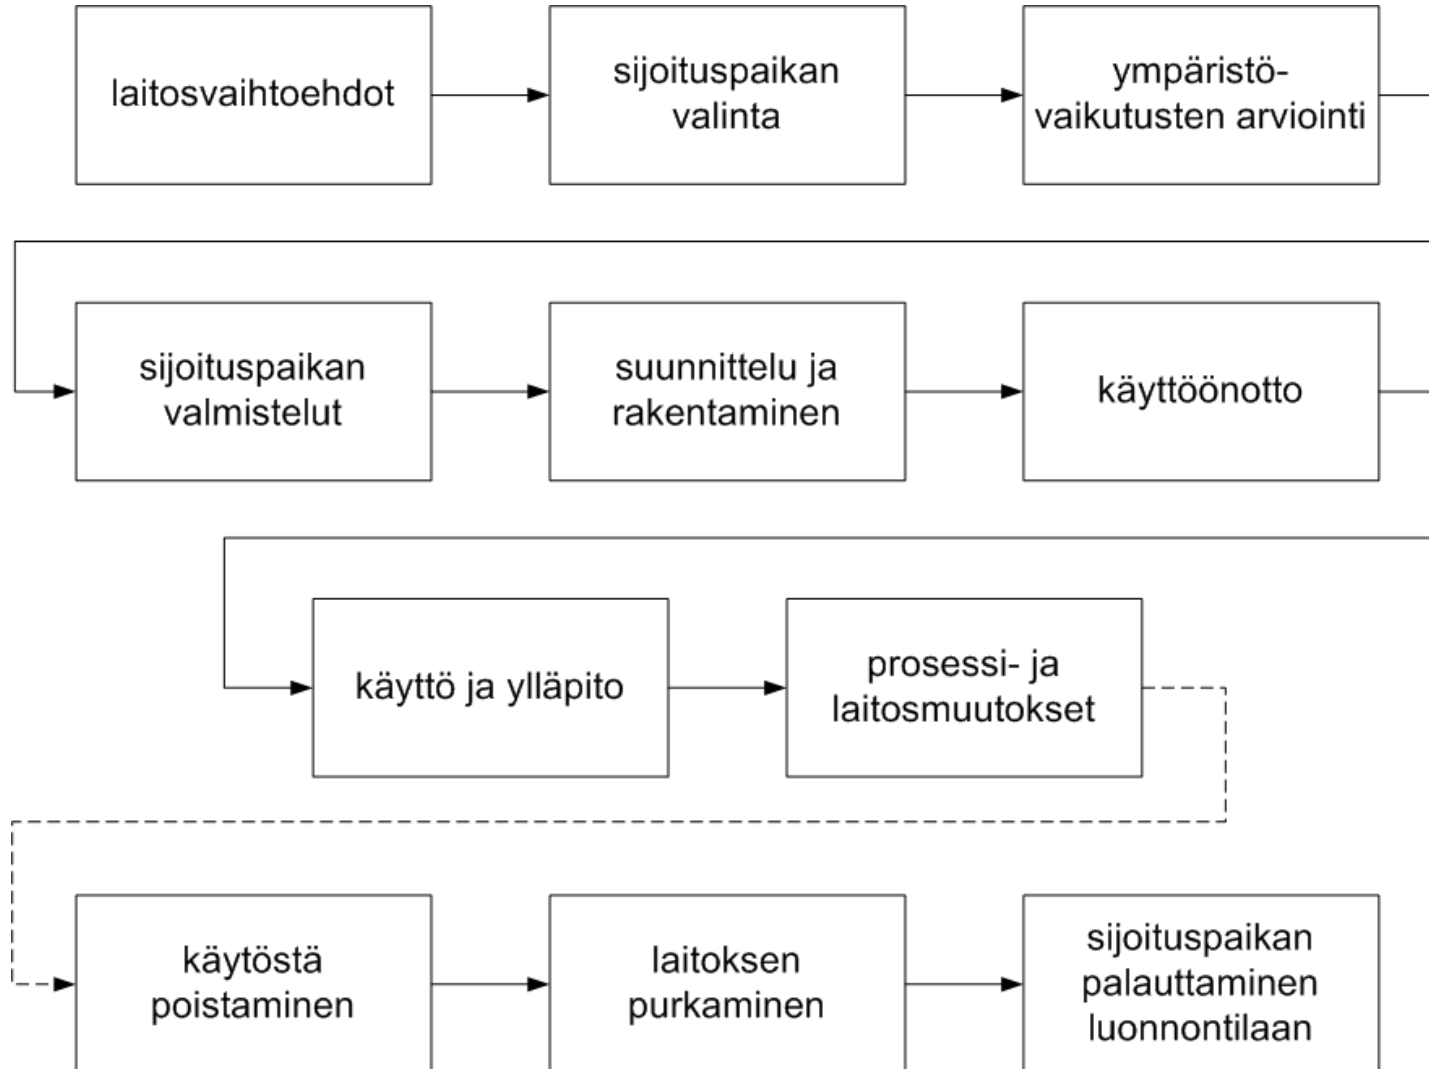 laitosvaihtoehdot
sijoituspaikan
valinta
ympäristö-
vaikutusten arviointi
sijoituspaikan
valmistelut
suunnittelu ja
rakentaminen
käyttöönotto
käyttö ja ylläpito
prosessi- ja
laitosmuutokset
käytöstä
poistaminen
laitoksen
purkaminen
sijoituspaikan
palauttaminen
luonnontilaan